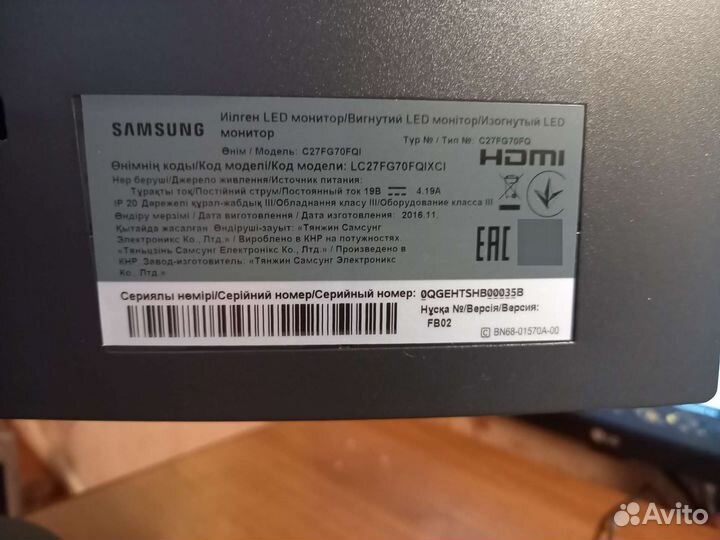 SAMSUNG
Иілген LED монитор/Вигнутий LED монітор/Изогнутый LED
монитор
Түр № / Тип №: C27FG70FQ
Өнім / Модель: C27FG70FQI
HDMI
Өнімнің коды/Код моделі/Код модели: LC27FG70FQIXCI
Нәр беруші/Джерело живлення/Источник питания:
Тұрақты ток/Постійний струм/Постоянный ток 19В 4.19A
IP 20 Дәрежелі құрал-жабдық III/Обладнання класу III/Оборудование класса III
Өндіру мерзімі / Дата виготовлення / Дата изготовления : 2016.11.
Қытайда жасалған Өндіруші-зауыт: «Тянжин Самсунг
Электроникс Ко., Лтд.» / Вироблено в КНР на потужностях
«Тяньцзінь Самсунг Електронікс Ко., Лтд» / Произведено в
КНР Завод-изготовитель: «Тянжин Самсунг Электроникс
Ко., Лтд.»
EAC
Сериялы нөмірі/Серійний номер/Серийный номер: 0QGEHTSHB00035B
Нұсқа №/Версія/Версия:
FB02
© BN68-01570A-00
Avito